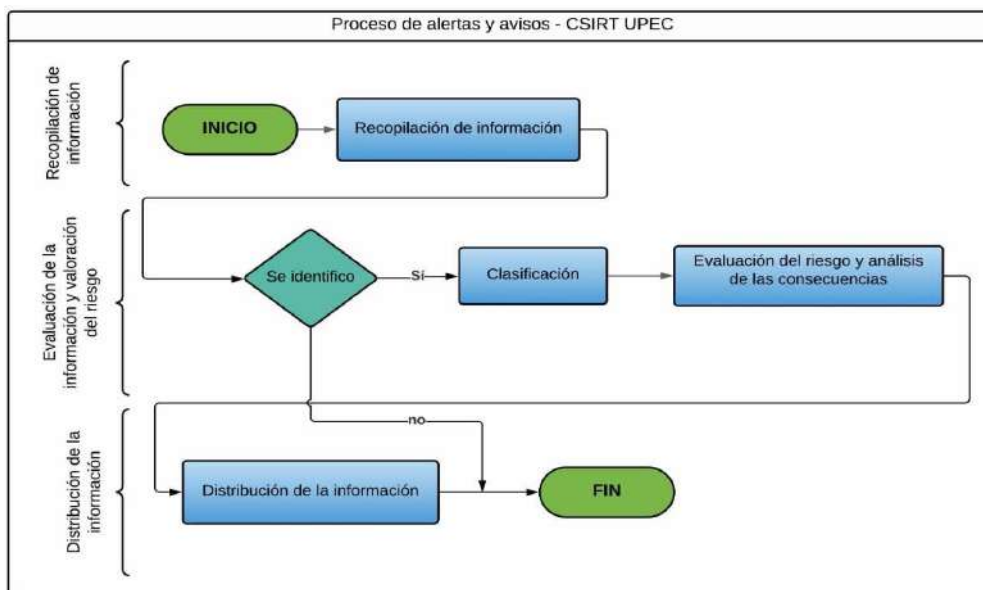 Proceso de alertas y avisos - CSIRT UPEC
Recopilación de
información
INICIO
Recopilación de información
Evaluación de la
información y valoración
del riesgo
Se identifico
Sí
Clasificación
Evaluación del riesgo y análisis
de las consecuencias
no
Distribución de la
información
Distribución de la información
FIN